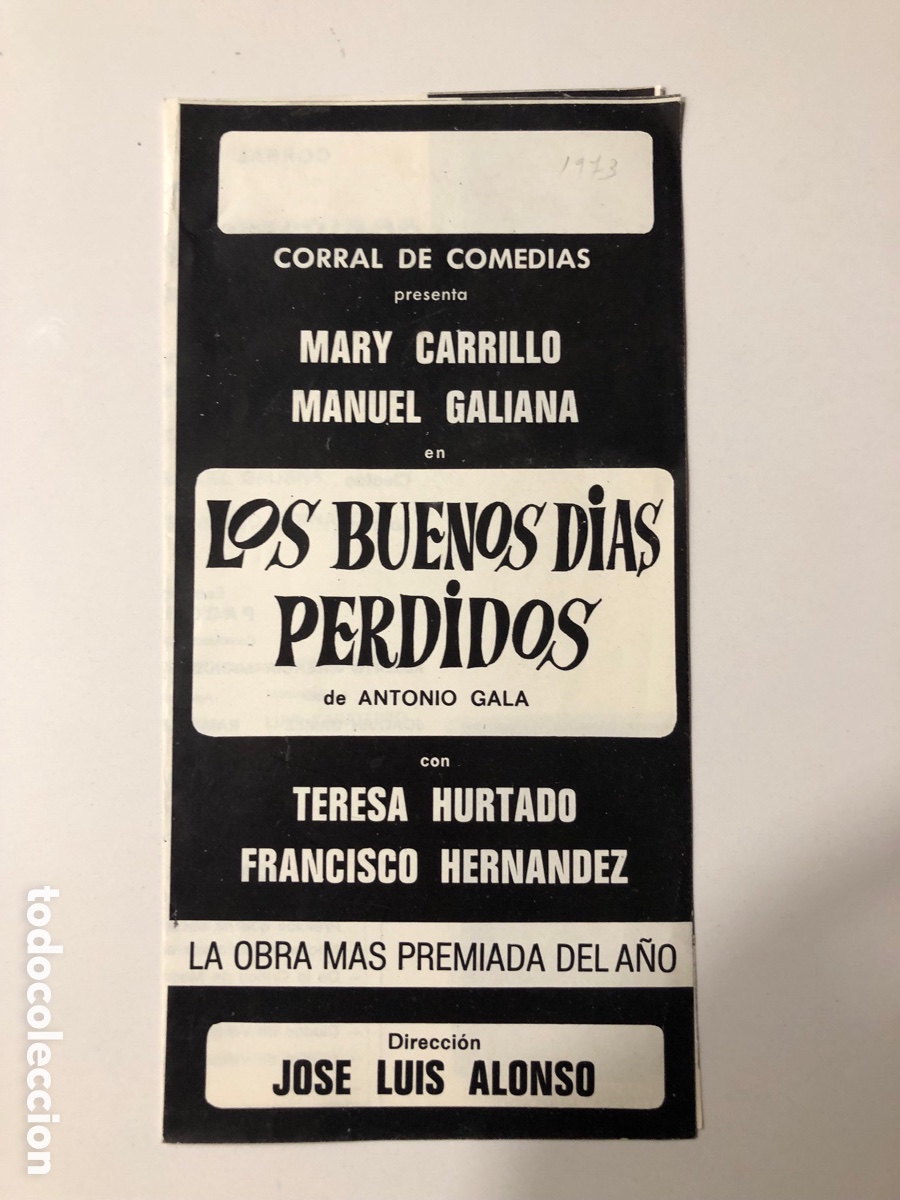 1973
CORRAL DE COMEDIAS
presenta
MARY CARRILLO
MANUEL GALIANA
en
LOS BUENOS DIAS
PERDIDOS
de ANTONIO GALA
con
TERESA HURTADO
FRANCISCO HERNANDEZ
LA OBRA MAS PREMIADA DEL AÑO
Dirección
JOSE LUIS ALONSO
todocoleccion